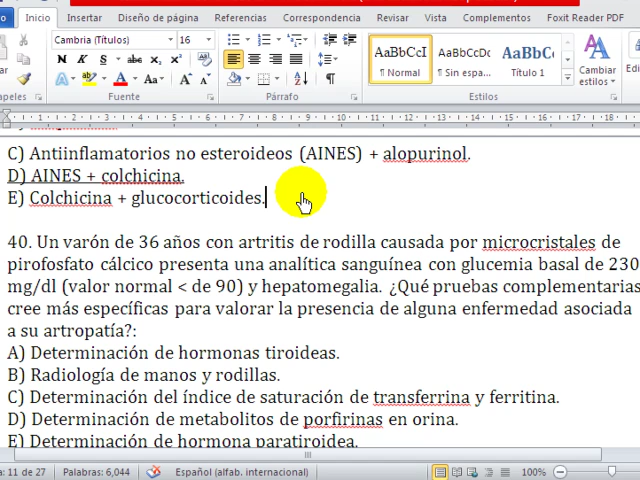 Inicio Insertar Diseño de página Referencias Correspondencia Revisar Vista Complementos Foxit Reader PDF
Cambria (Títulos) 16
AaBbCcI AaBbCcDc AaBbC
¶ Normal ¶ Sin espa... Título 1
Cambiar estilos
Fuente Párrafo Estilos
C) Antiinflamatorios no esteroideos (AINES) + alopurinol.
D) AINES + colchicina.
E) Colchicina + glucocorticoides.
40. Un varón de 36 años con artritis de rodilla causada por microcristales de
pirofosfato cálcico presenta una analítica sanguínea con glucemia basal de 230
mg/dl (valor normal < de 90) y hepatomegalia. ¿Qué pruebas complementarias
cree más específicas para valorar la presencia de alguna enfermedad asociada
a su artropatía?:
A) Determinación de hormonas tiroideas.
B) Radiología de manos y rodillas.
C) Determinación del índice de saturación de transferrina y ferritina.
D) Determinación de metabolitos de porfirinas en orina.
E) Determinación de hormona paratiroidea.
11 de 27 Palabras: 6,044 Español (alfab. internacional) 100%